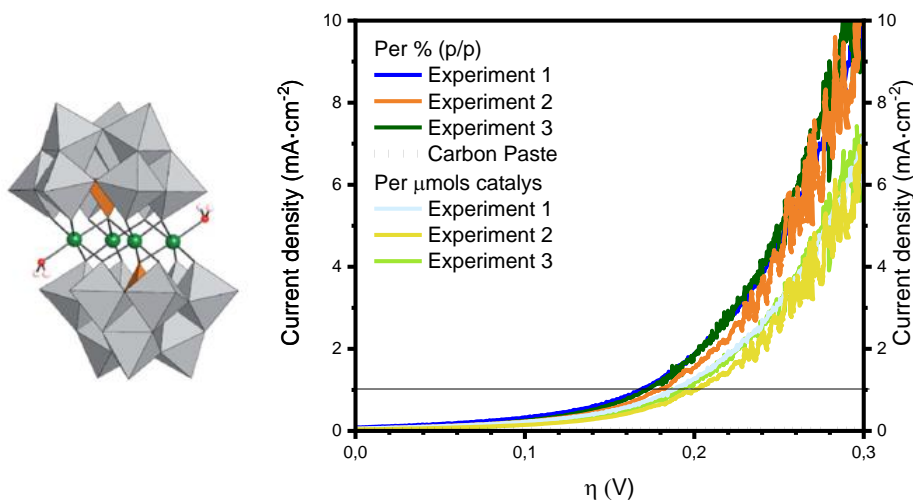 Current density (mA·cm-2)
10
8
6
4
2
0
Per % (p/p)
Experiment 1
Experiment 2
Experiment 3
Carbon Paste
Per μmols catalys
Experiment 1
Experiment 2
Experiment 3
10
8
6
4
2
0
Current density (mA·cm-2)
0,0
0,1
0,2
0,3
η (V)